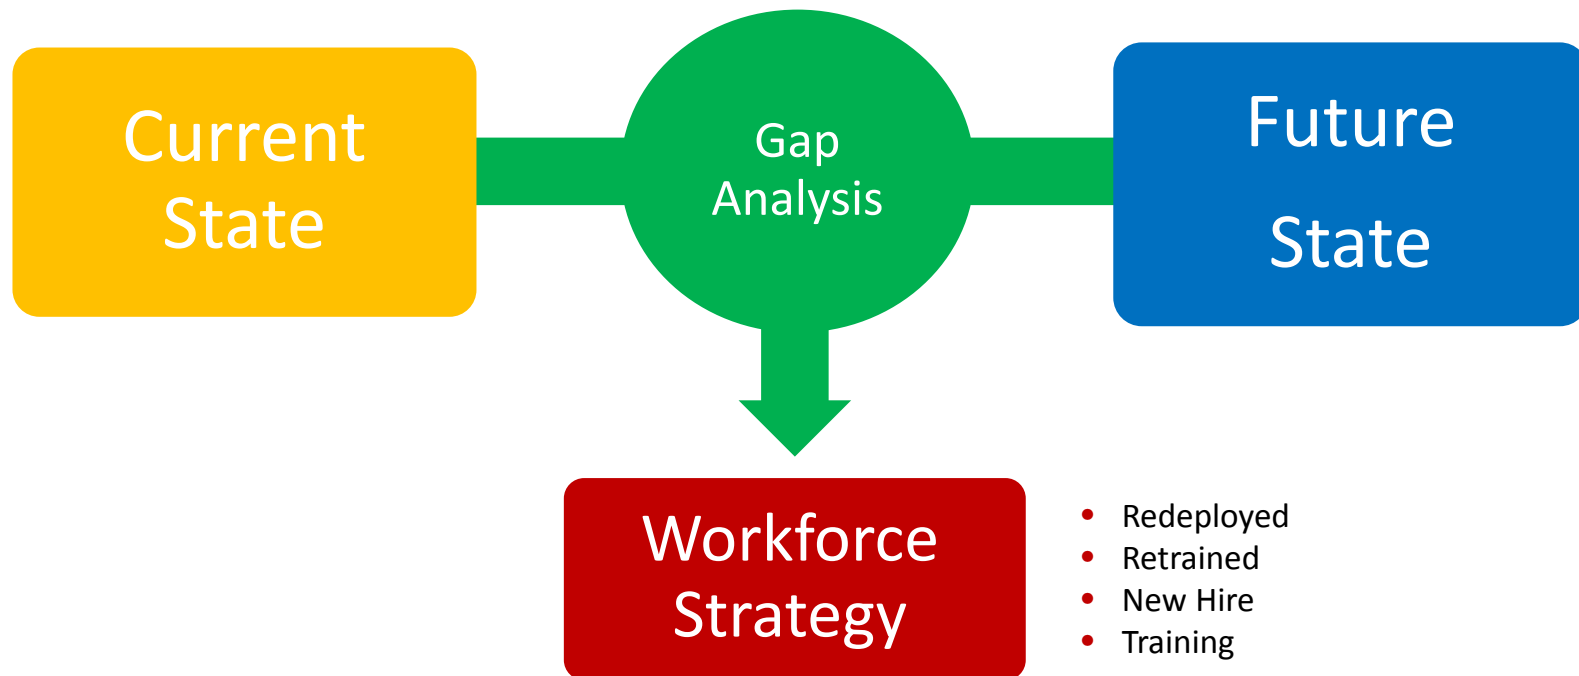 Current
State
Gap
Analysis
Future
State
Workforce
Strategy
• Redeployed
• Retrained
• New Hire
• Training